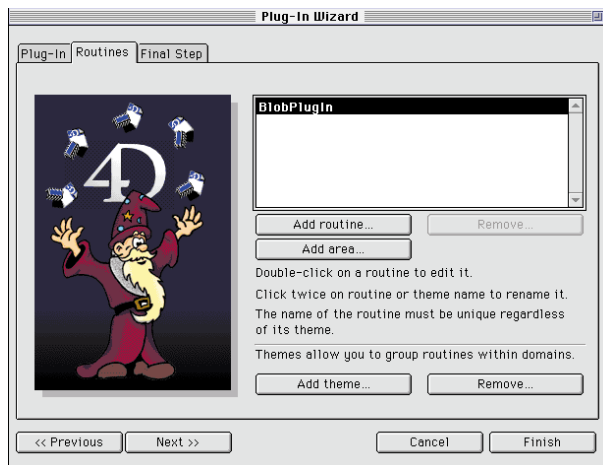 Plug-In Wizard
Plug-In Routines Final Step
BlobPlugIn
4D
Add routine... Remove...
Add area...
Double-click on a routine to edit it.
Click twice on routine or theme name to rename it.
The name of the routine must be unique regardless
of its theme.
Themes allow you to group routines within domains.
Add theme... Remove...
<< Previous Next >> Cancel Finish